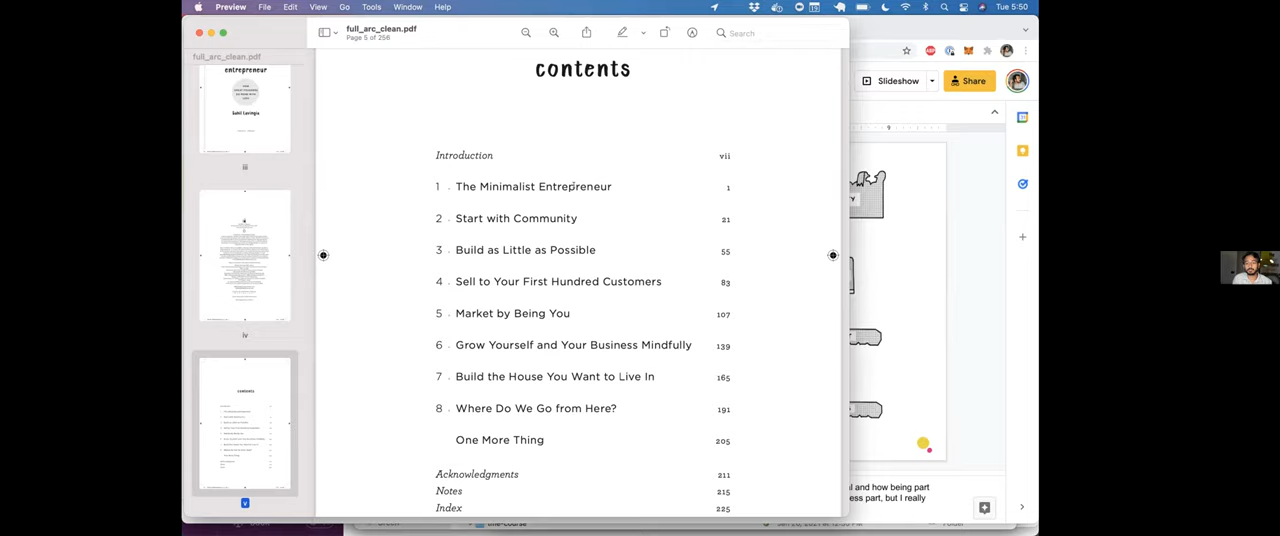 Preview File Edit View Go Tools Window Help
Tue 5:50
full_arc_clean.pdf
Page 5 of 256
Search
full_arc_clean.pdf
entrepreneur
Sahil Lavingia
iii
iv
contents
v
contents
Introduction vii
1 . The Minimalist Entrepreneur 1
2 . Start with Community 21
3 . Build as Little as Possible 55
4 . Sell to Your First Hundred Customers 83
5 . Market by Being You 107
6 . Grow Yourself and Your Business Mindfully 139
7 . Build the House You Want to Live In 165
8 . Where Do We Go from Here? 191
One More Thing 205
Acknowledgments 211
Notes 215
Index 225
Slideshow
Share
9
al and how being part
ess part, but I really